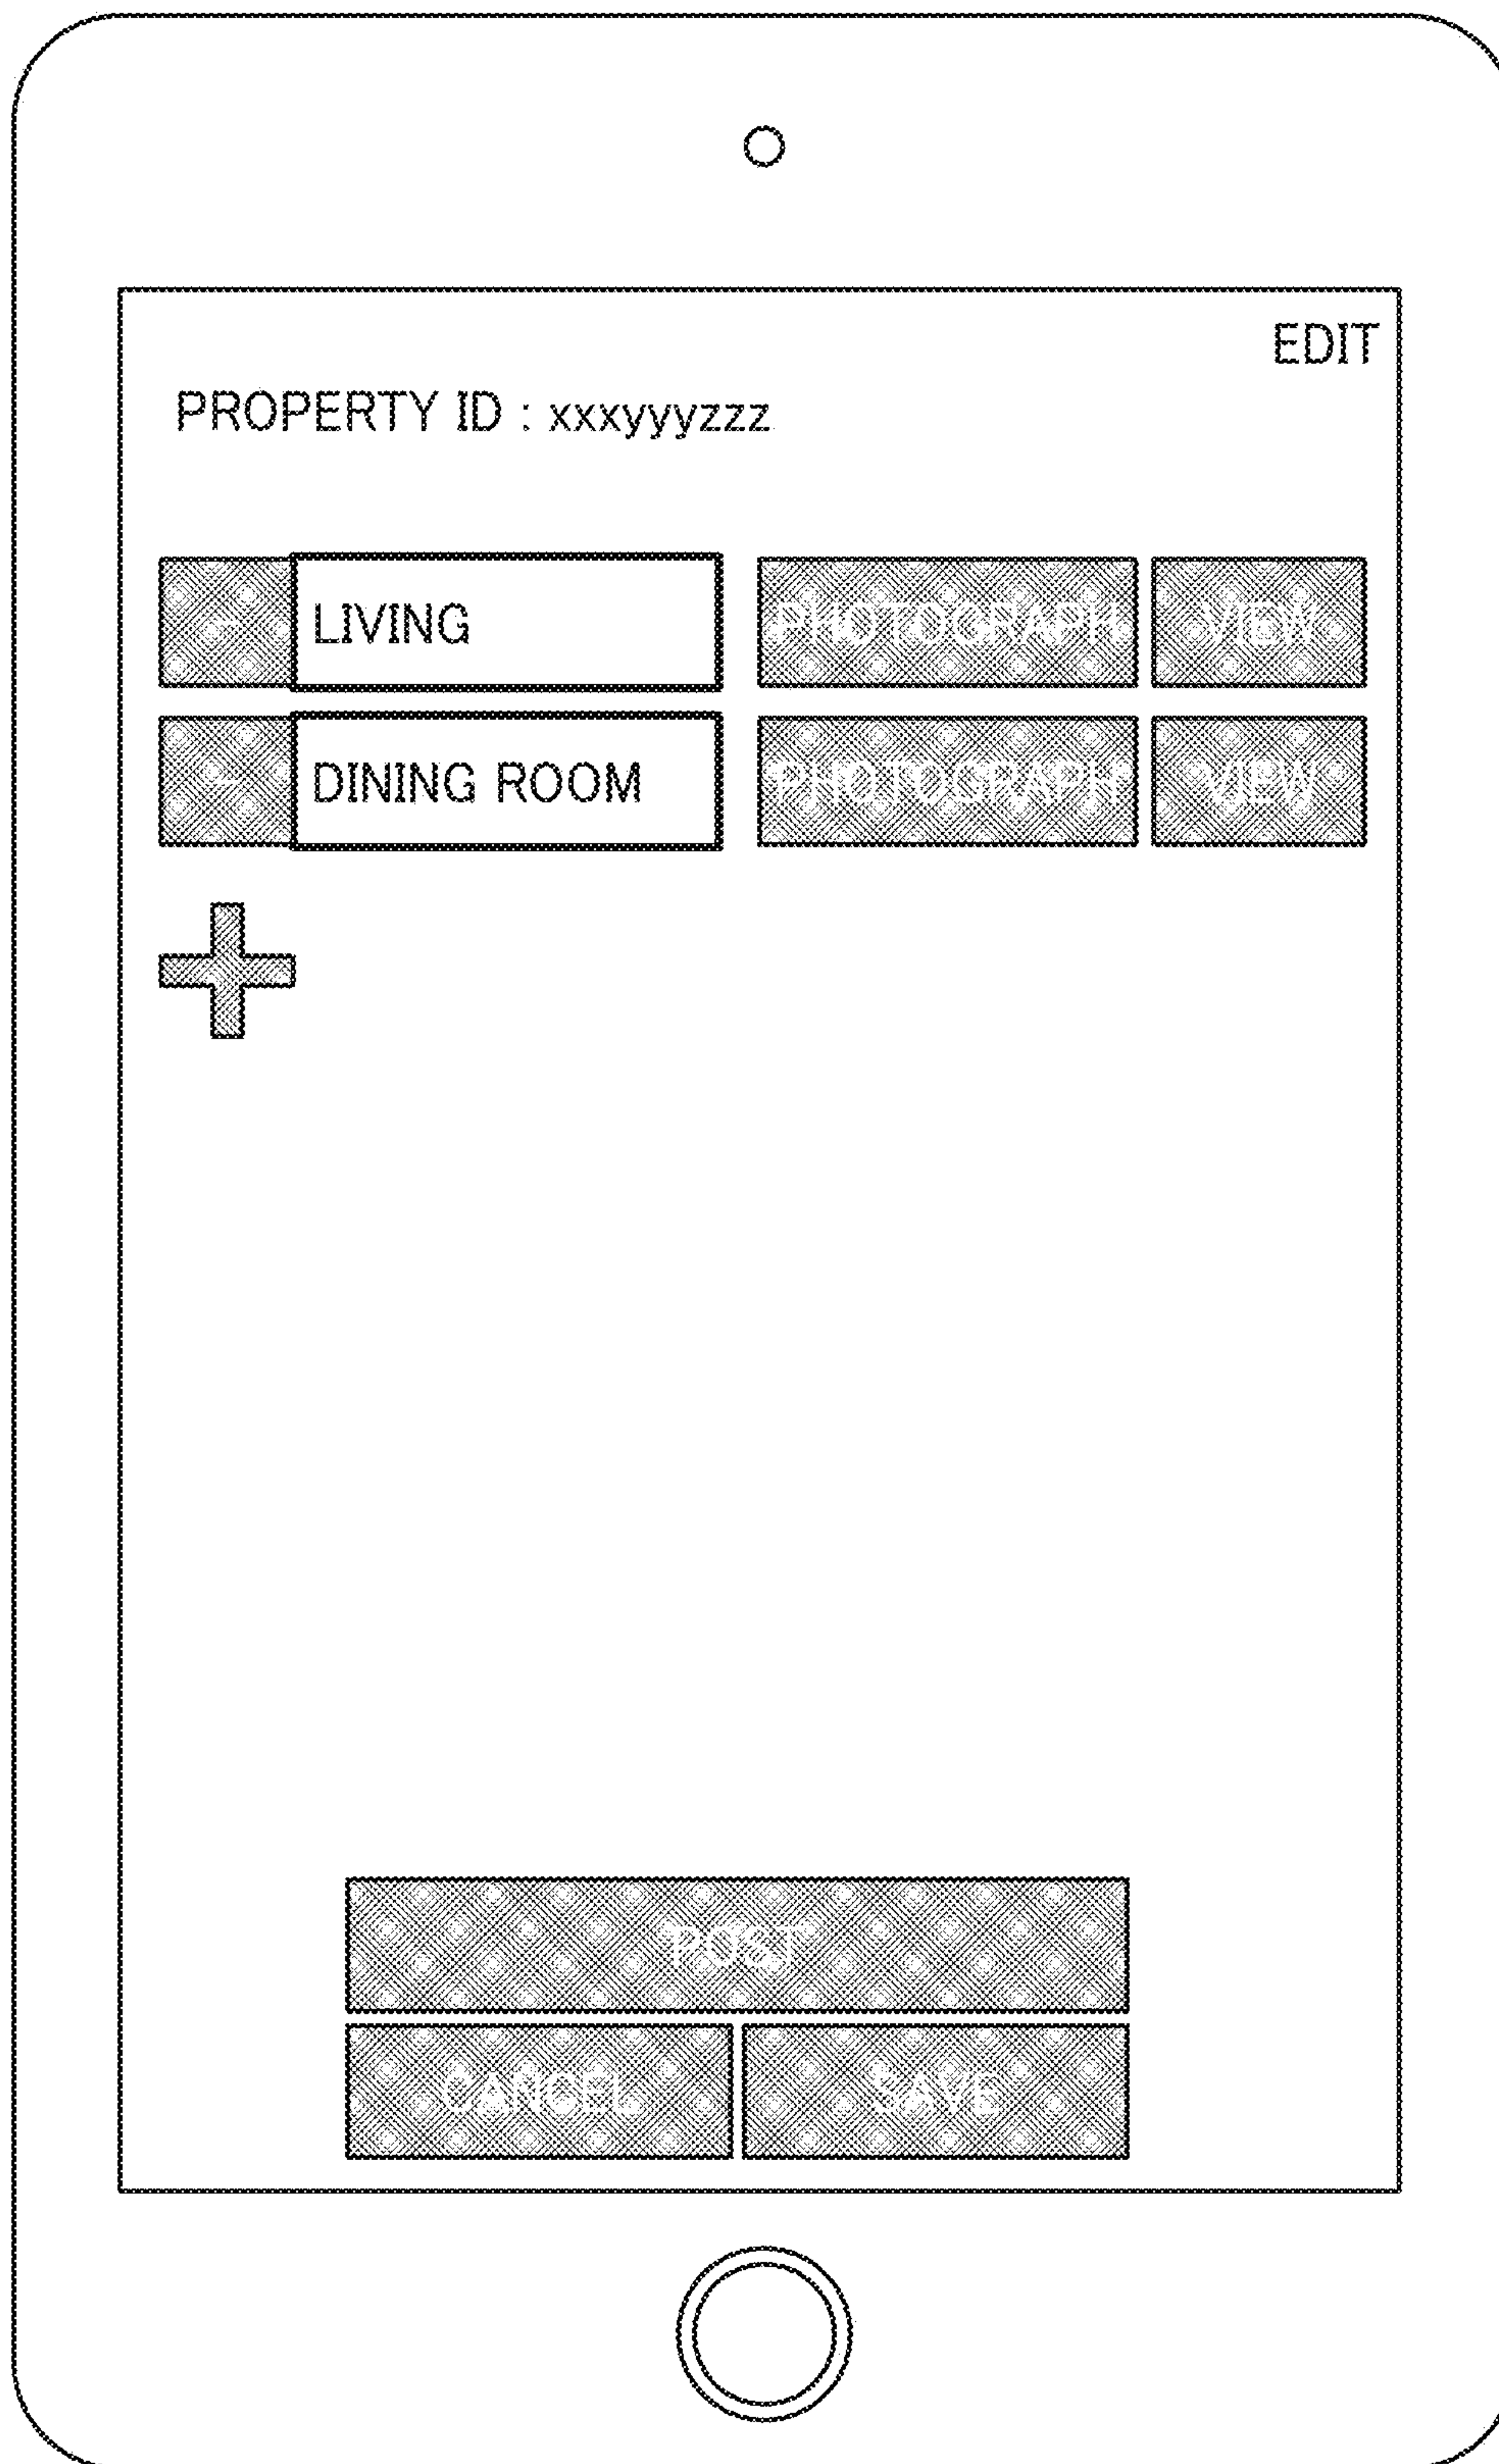 EDIT
PROPERTY ID : xxxyyyzzz
- LIVING PHOTOGRAPH VIEW
- DINING ROOM PHOTOGRAPH VIEW
POST
CANCEL SAVE